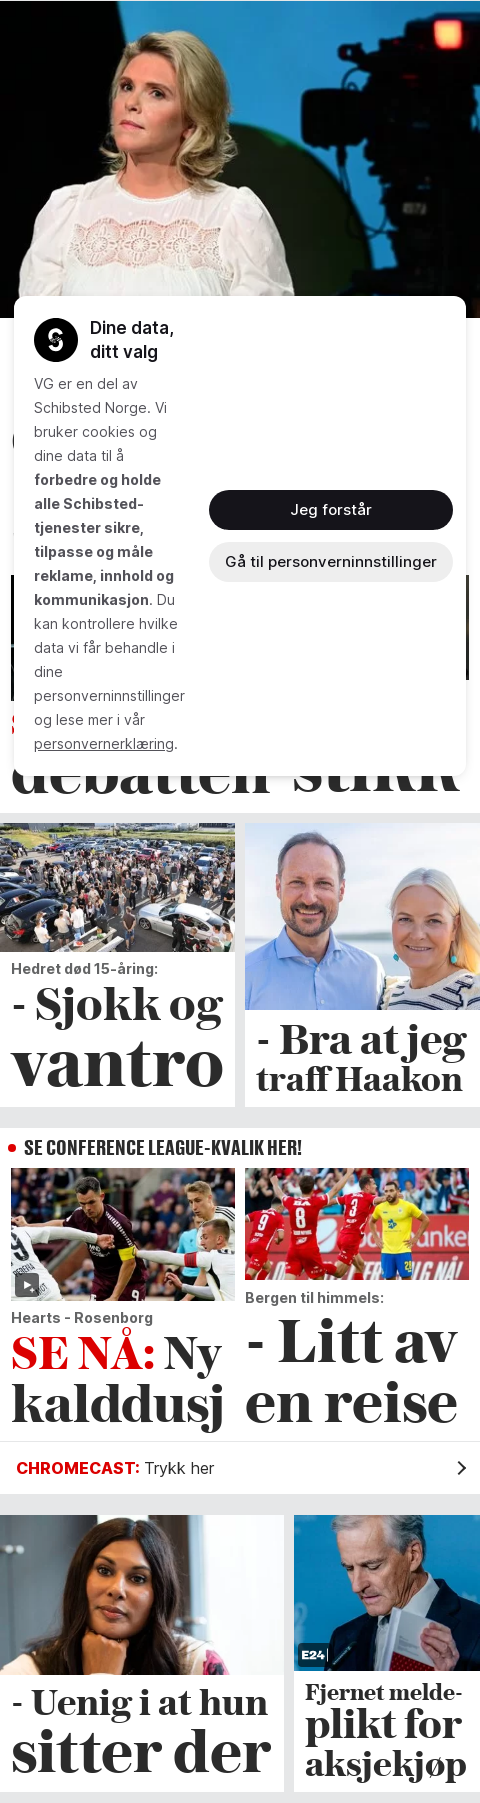 Dine data,
ditt valg
VG er en del av
Schibsted Norge. Vi
bruker cookies og
dine data til å
forbedre og holde
alle Schibsted-
tjenester sikre,
tilpasse og måle
reklame, innhold og
kommunikasjon. Du
kan kontrollere hvilke
data vi får behandle i
dine
personverninnstillinger
og lese mer i vår
personvernerklæring.
Jeg forstår
Gå til personverninnstillinger
debatten stikk
Hedret død 15-åring:
- Sjokk og
vantro
- Bra at jeg
traff Haakon
SE CONFERENCE LEAGUE-KVALIK HER!
Hearts - Rosenborg
SE NÅ: Ny
kalddusj
Bergen til himmels:
- Litt av
en reise
CHROMECAST: Trykk her
- Uenig i at hun
sitter der
E24
Fjernet melde-
plikt for
aksjekjøp